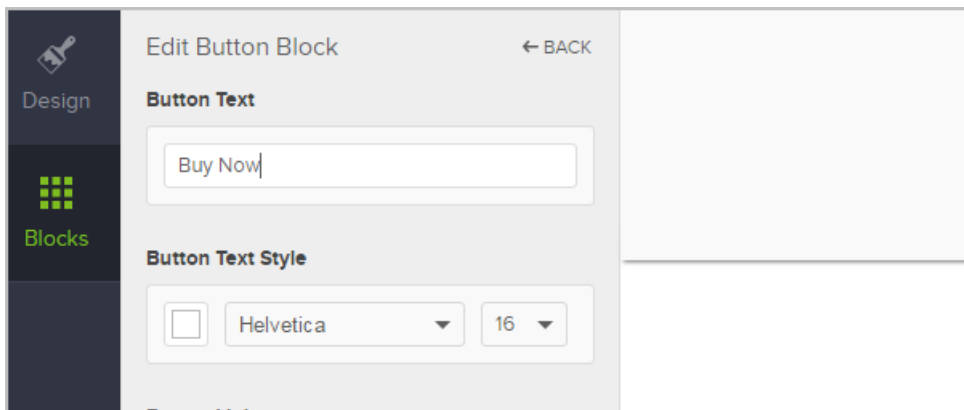 Design
Blocks
Edit Button Block
← BACK
Button Text
Buy Now
Button Text Style
Helvetica
16